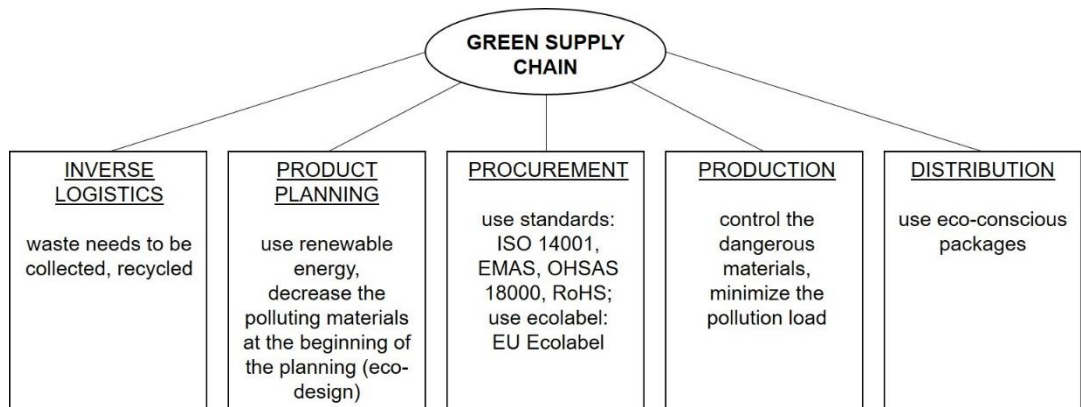 GREEN SUPPLY
CHAIN
INVERSE
LOGISTICS
waste needs to be
collected, recycled
PRODUCT
PLANNING
use renewable
energy,
decrease the
polluting materials
at the beginning of
the planning (eco-
design)
PROCUREMENT
use standards:
ISO 14001,
EMAS, OHSAS
18000, RoHS;
use ecolabel:
EU Ecolabel
PRODUCTION
control the
dangerous
materials,
minimize the
pollution load
DISTRIBUTION
use eco-conscious
packages